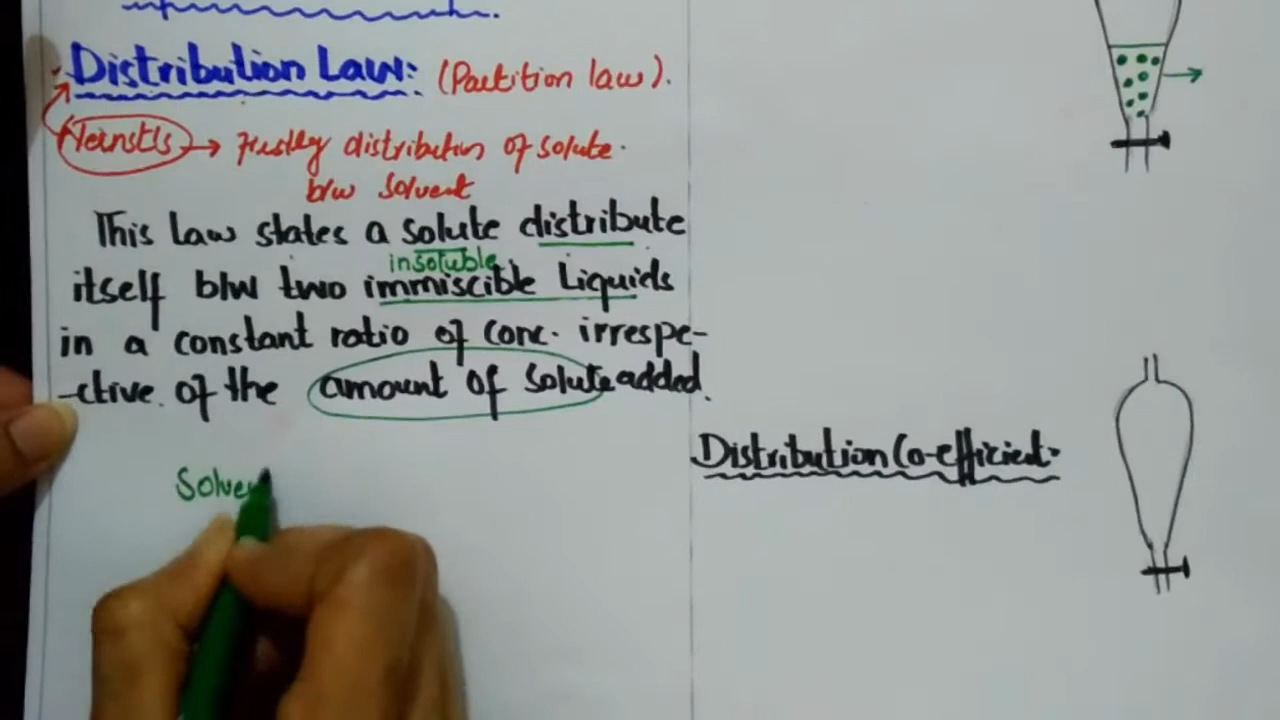 Distribution Law: (Partition law).
→ distribution of solute.
b/w solvent
This law states a solute distribute
insoluble
itself b/w two immiscible Liquids
in a constant ratio of conc. irrespe-
-ctive of the amount of solute added.
Solve
Distribution Co-efficient:-